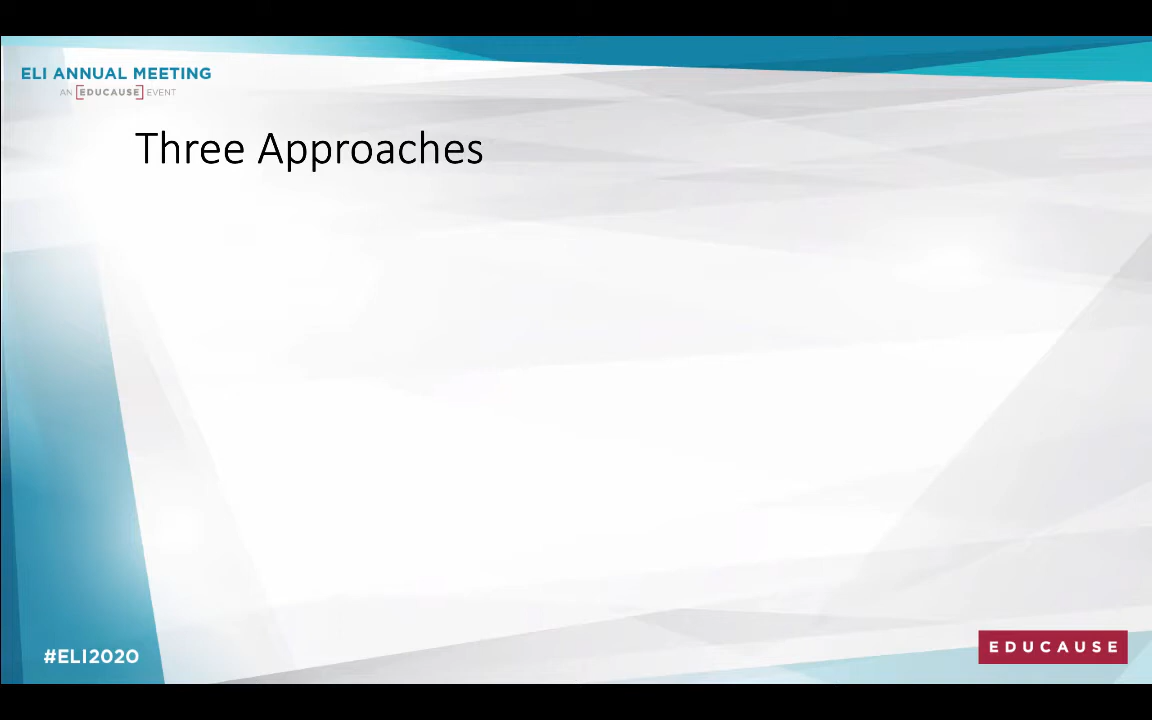 ELI ANNUAL MEETING
AN [EDUCAUSE] EVENT
Three Approaches
#ELI2020
EDUCAUSE